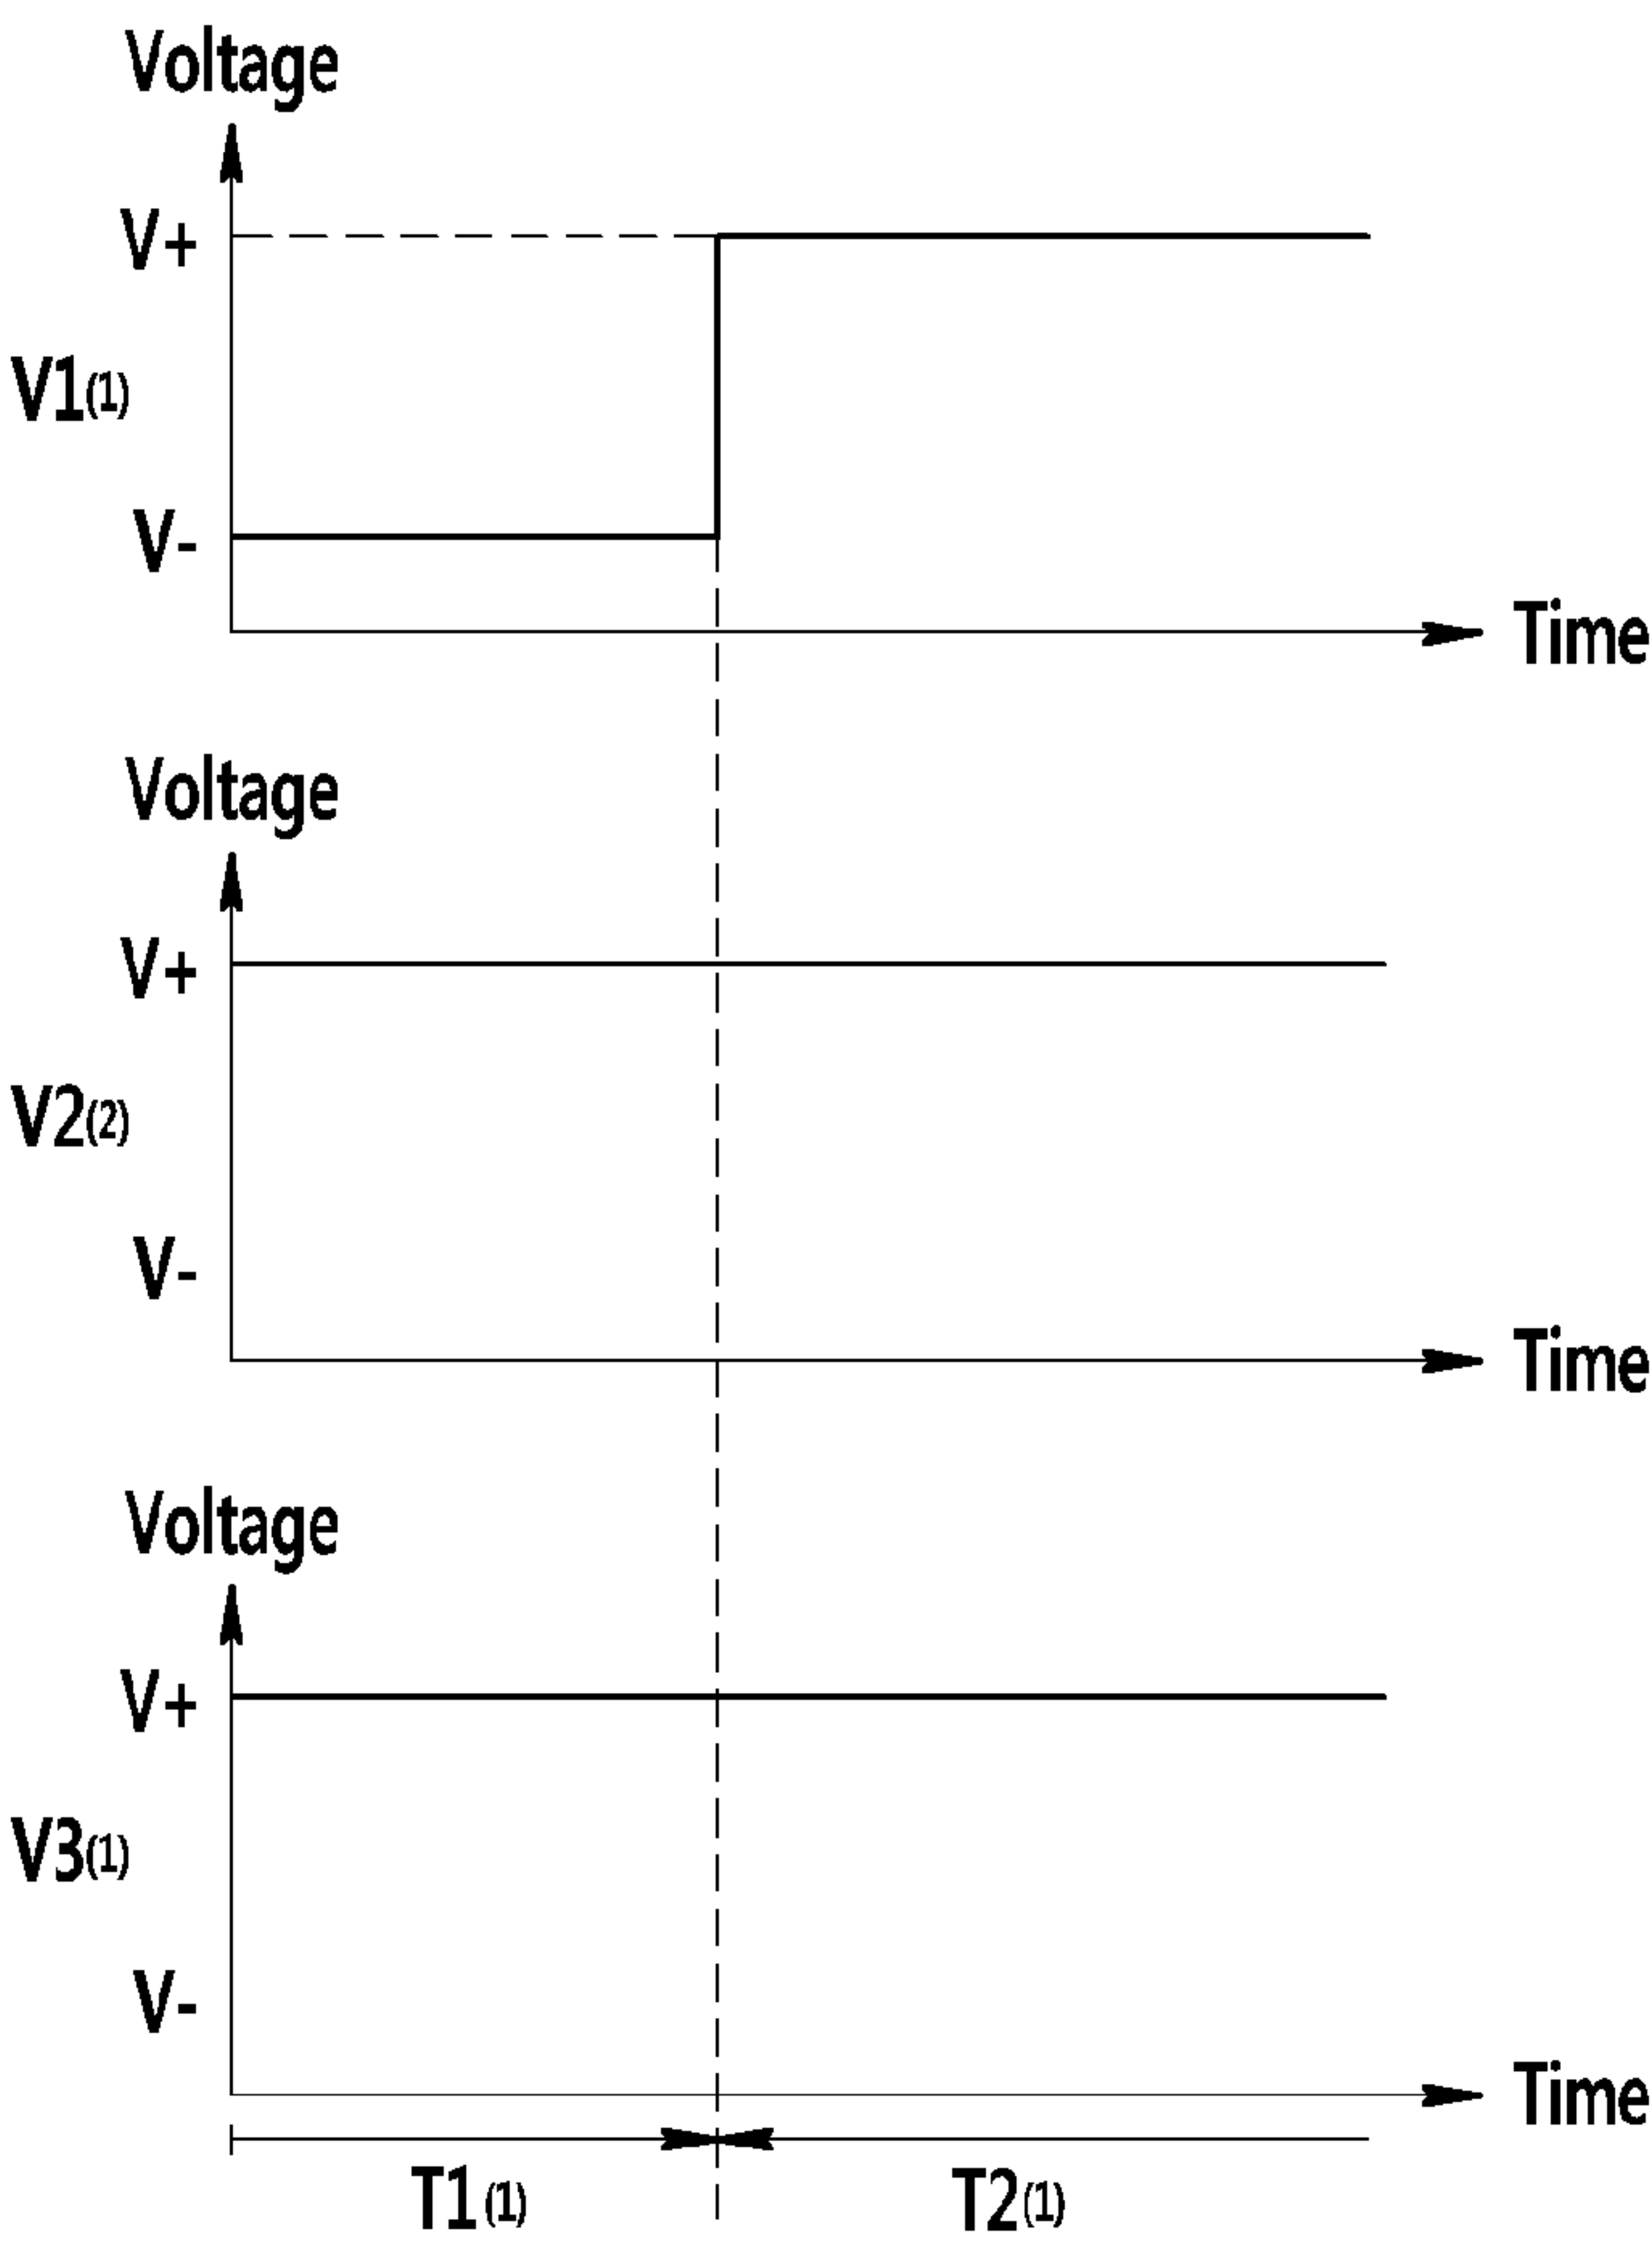 Voltage
V+
V1(1)
V-
Time
Voltage
V+
V2(2)
V-
Time
Voltage
V+
V3(1)
V-
Time
T1(1) T2(1)